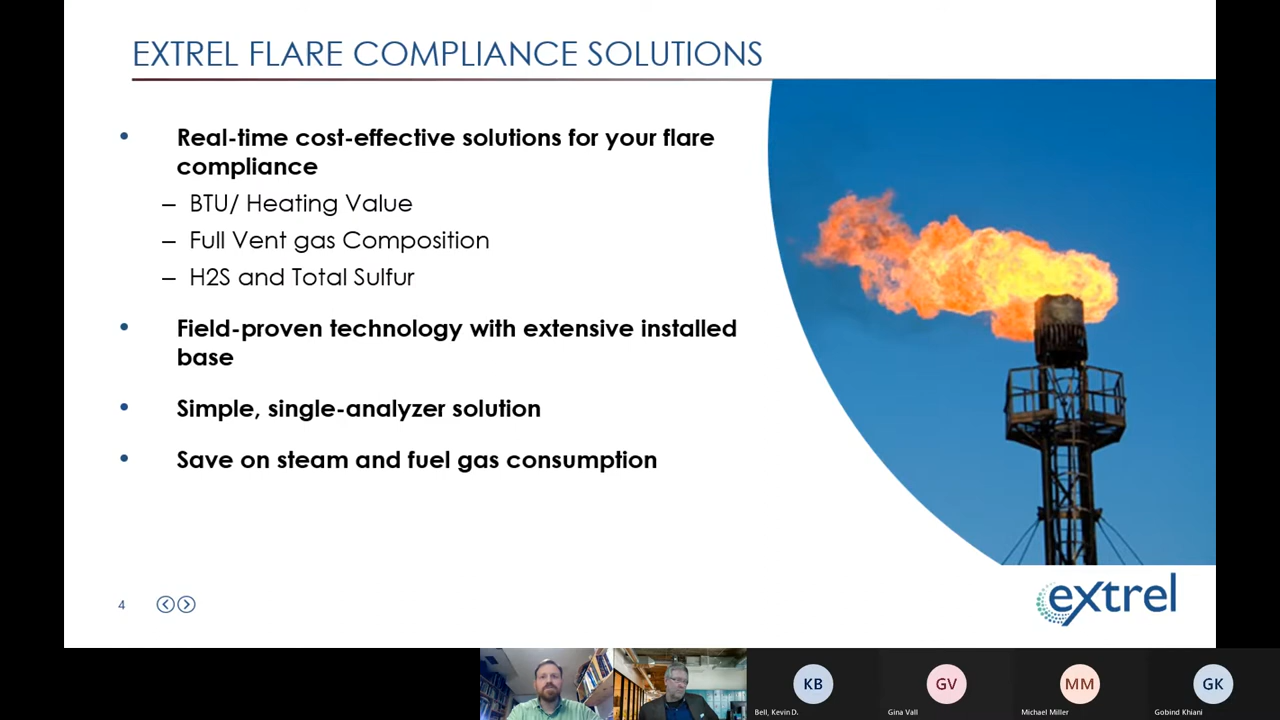 EXTREL FLARE COMPLIANCE SOLUTIONS
• Real-time cost-effective solutions for your flare
compliance
– BTU/ Heating Value
– Full Vent gas Composition
– H2S and Total Sulfur
• Field-proven technology with extensive installed
base
• Simple, single-analyzer solution
• Save on steam and fuel gas consumption
4
extrel
KB
GV
MM
GK
Bell, Kevin D.
Gina Vall
Michael Miller
Gobind Khiani